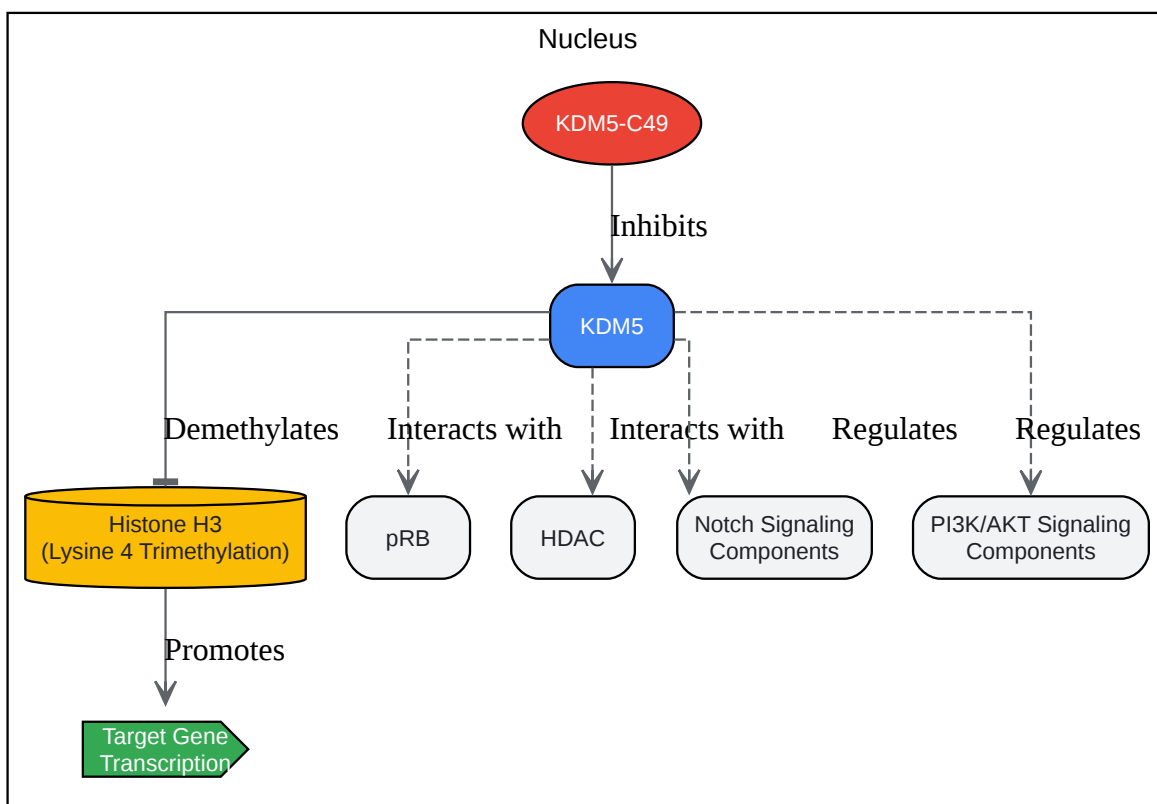 Nucleus
KDM5-C49
Inhibits
KDM5
Demethylates
Interacts with
Interacts with
Regulates
Regulates
Histone H3
(Lysine 4 Trimethylation)
pRB
HDAC
Notch Signaling
Components
PI3K/AKT Signaling
Components
Promotes
Target Gene
Transcription